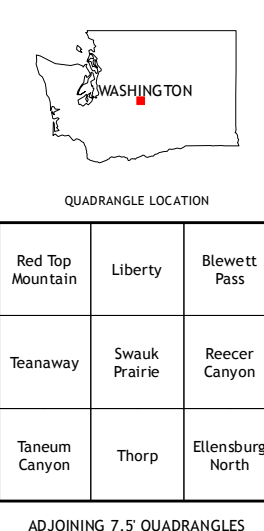 WASHINGTON
QUADRANGLE LOCATION
Red Top
Mountain
Liberty
Blewett
Pass
Teanaway
Swauk
Prairie
Reecer
Canyon
Taneum
Canyon
Thorp
Ellensburg
North
ADJOINING 7.5' QUADRANGLES